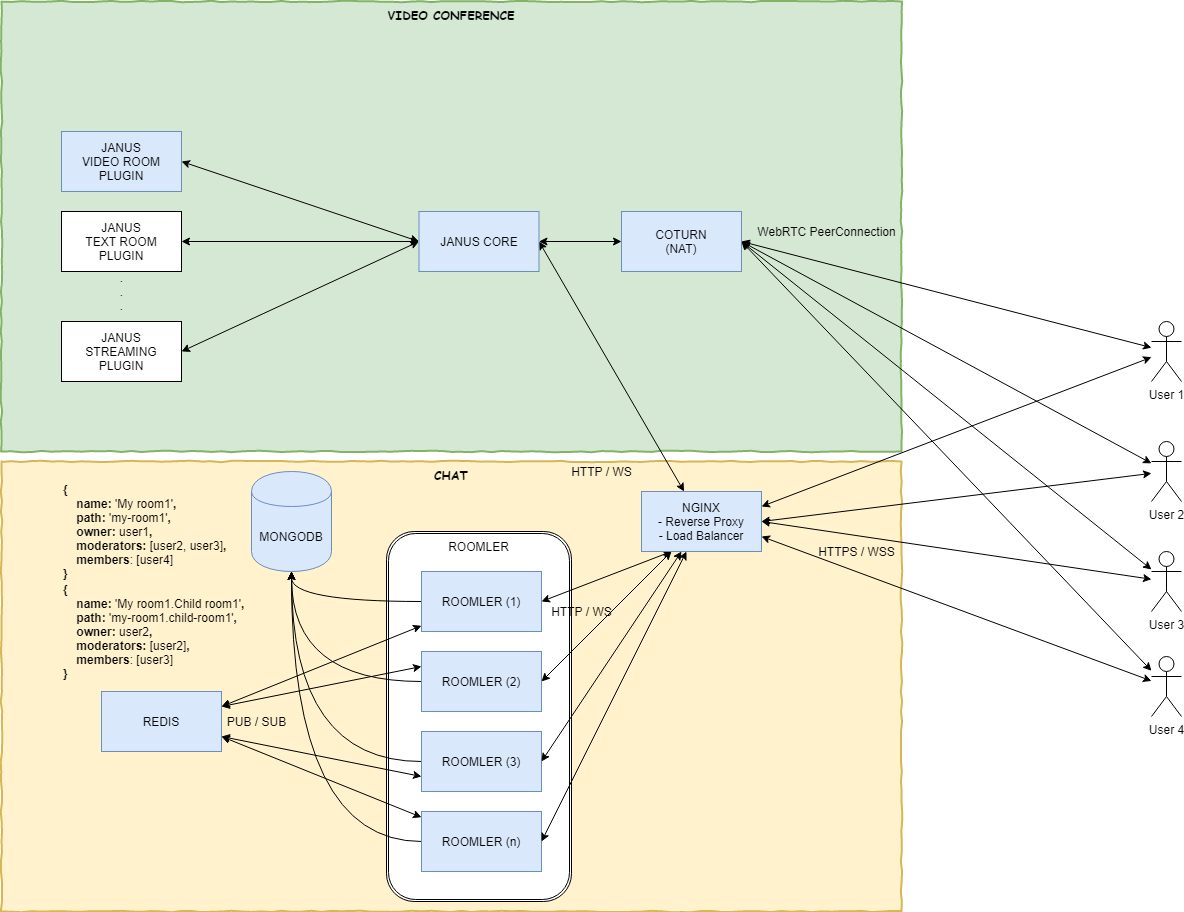 VIDEO CONFERENCE
JANUS
VIDEO ROOM
PLUGIN
JANUS
TEXT ROOM
PLUGIN
.
.
.
JANUS
STREAMING
PLUGIN
JANUS CORE
COTURN
(NAT)
WebRTC PeerConnection
User 1
User 2
User 3
User 4
HTTP / WS
CHAT
{
name: 'My room1',
path: 'my-room1',
owner: user1,
moderators: [user2, user3],
members: [user4]
}
{
name: 'My room1.Child room1',
path: 'my-room1.child-room1',
owner: user2,
moderators: [user2],
members: [user3]
}
MONGODB
NGINX
- Reverse Proxy
- Load Balancer
HTTPS / WSS
ROOMLER
ROOMLER (1)
HTTP / WS
ROOMLER (2)
ROOMLER (3)
ROOMLER (n)
REDIS
PUB / SUB